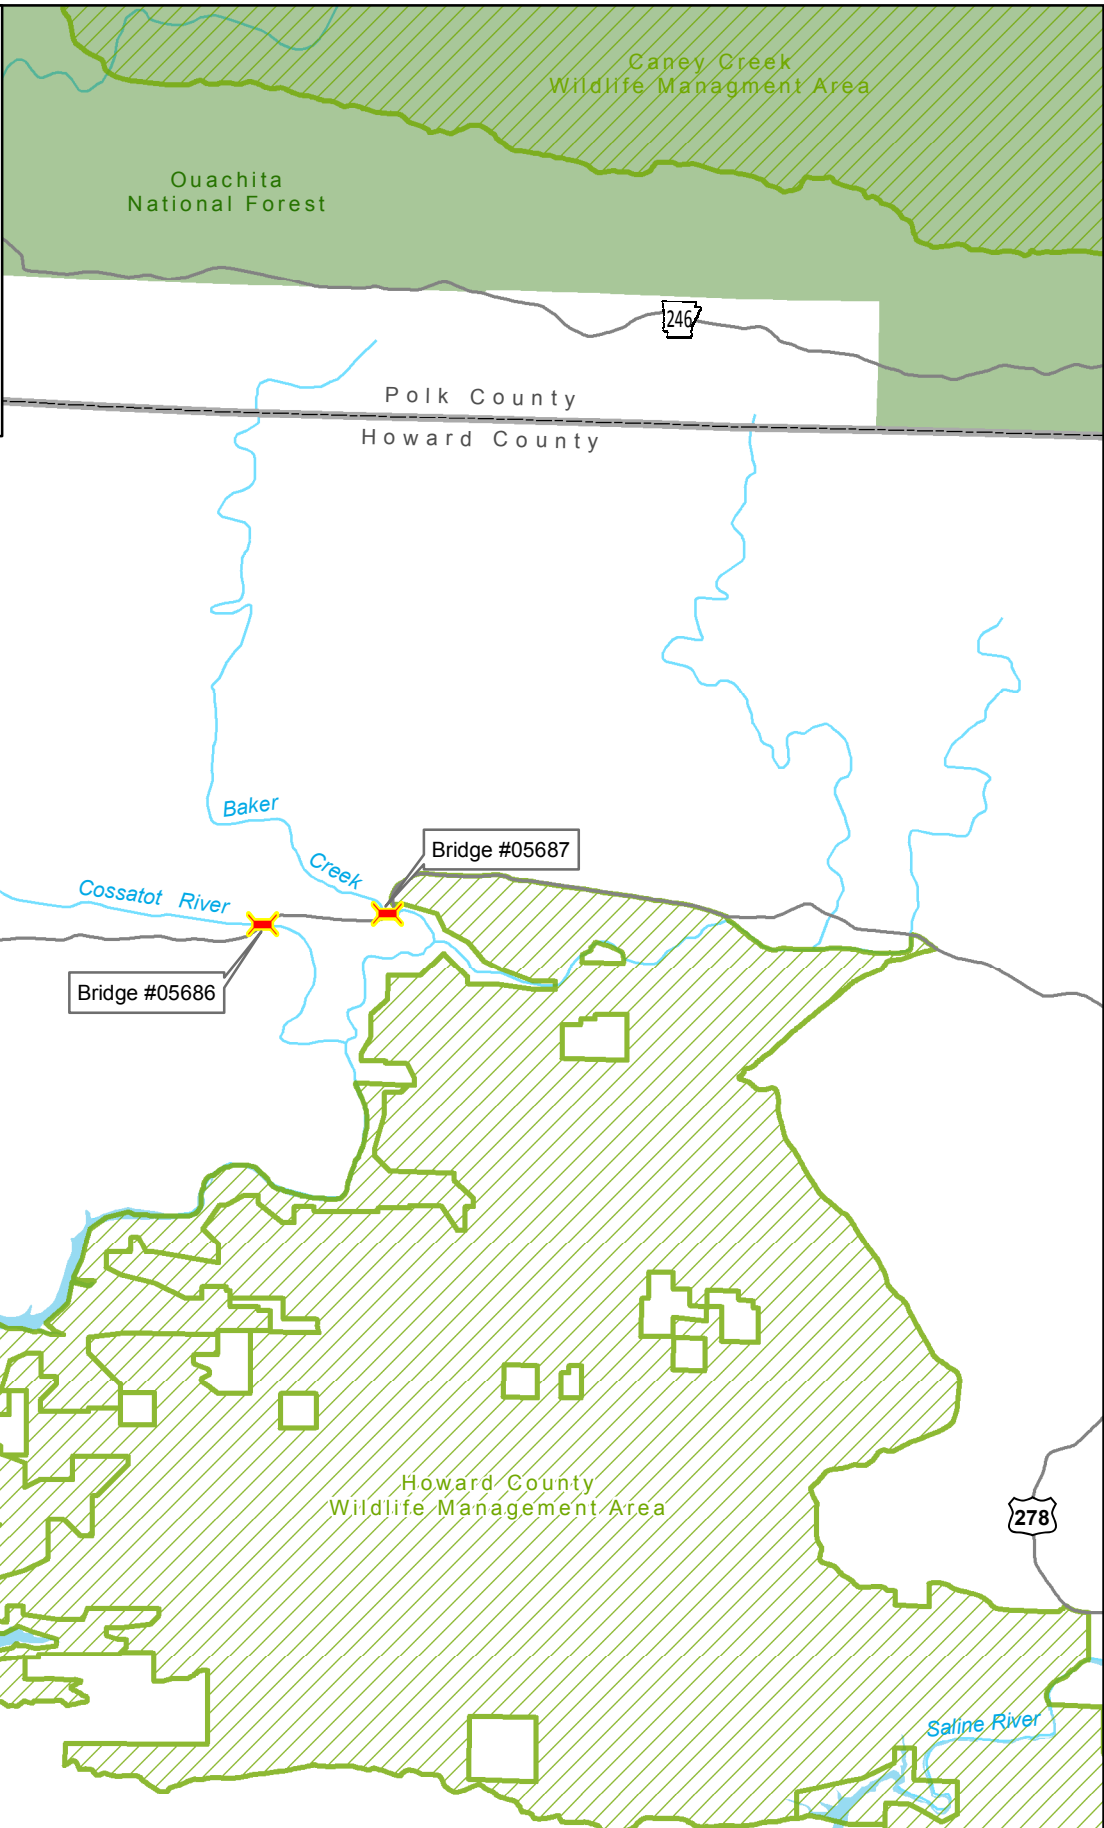 Caney Creek
Wildlife Managment Area
Ouachita
National Forest
246
Polk County
Howard County
Baker
Creek
Bridge #05687
Cossatot River
Bridge #05686
Howard County
Wildlife Management Area
278
Saline River